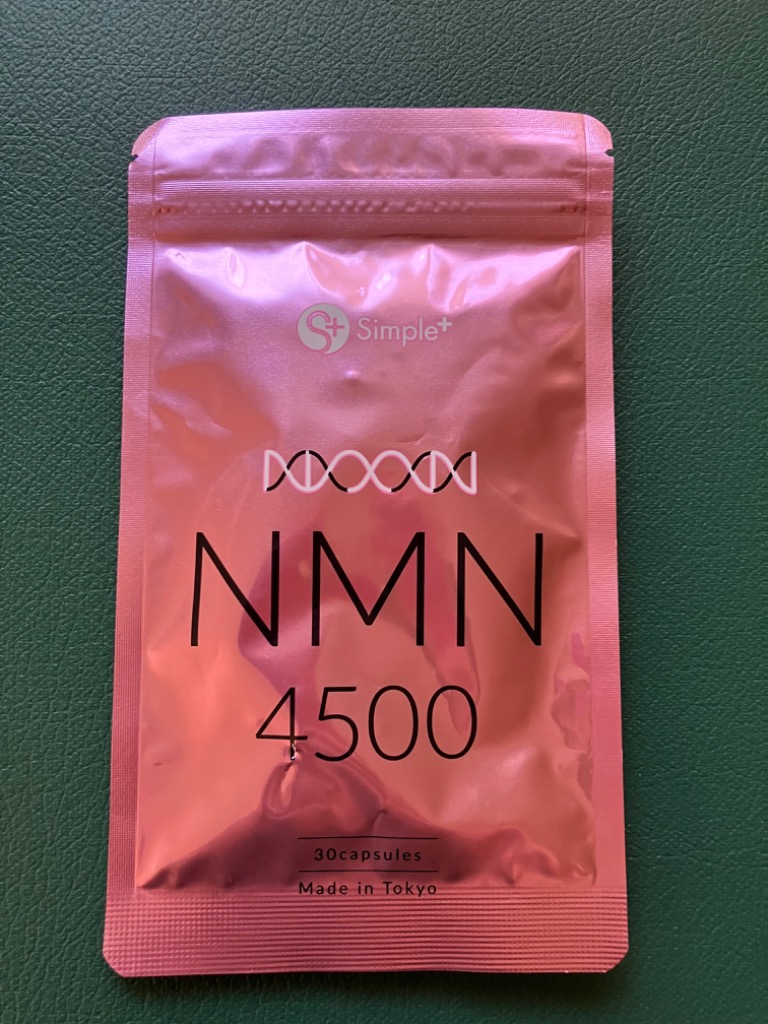 S+ Simple+
NMN
4500
30capsules
Made in Tokyo